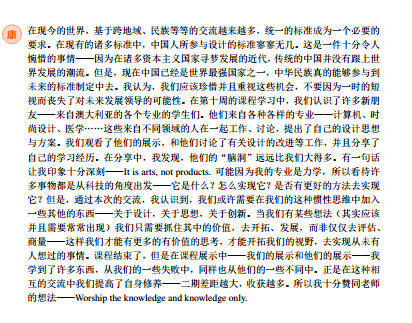 康
在现今的世界，基于跨地域、民族等等的交流越来越多，统一的标准成为一个必要的
要求。在现有的诸多标准中，中国人所参与设计的标准寥寥无几。这是一件十分令人
惋惜的事情——因为在诸多资本主义国家寻梦发展的近代，传统的中国并没有跟上世
界发展的潮流。但是，现在中国已经是世界最强国家之一，中华民族真的能够参与到
未来的标准制定中去。我认为，我们应该珍惜并且重视这些机会，不要因为一时的短
视而丧失了对未来发展领导的可能性。在第十周的课程学习中，我们认识了许多新朋
友——来自澳大利亚的各个专业的学生们。他们来自各种各样的专业——计算机、时
尚设计、医学……这些来自不同领域的人在一起工作、讨论，提出了自己的设计思想
与方案。我们观看了他们的展示，和他们讨论了有关设计的改进等工作，并且分享了
自己的学习经历。在分享中，我发现，他们的“脑洞”远远比我们大得多。有一句话
让我印象十分深刻——It is arts, not products. 可能因为我的专业是力学，所以看待许
多事物都是从科技的角度出发——它是什么？怎么实现它？是否有更好的方法去实现
它？但是，通过本次的交流，我认识到，我们或许需要在我们的这种惯性思维中加入
一些其他的东西——关于设计，关于思想，关于创新。当我们有某些想法（其实应该
并且需要常常出现）我们只需要抓住其中的价值，去开拓、发展，而非仅仅去评估、
商量——这样我们才能有更多的有价值的思考，才能开拓我们的视野，去实现从未有
人想过的事情。课程结束了，但是在课程展示中——我们的展示和他们的展示——我
学到了许多东西，从我们的一些失败中，同样也从他们的一些不同中。正是在这种相
互的交流中我们提高了自身修养——二期差距越大，收获越多。所以我十分赞同老师
的想法——Worship the knowledge and knowledge only.